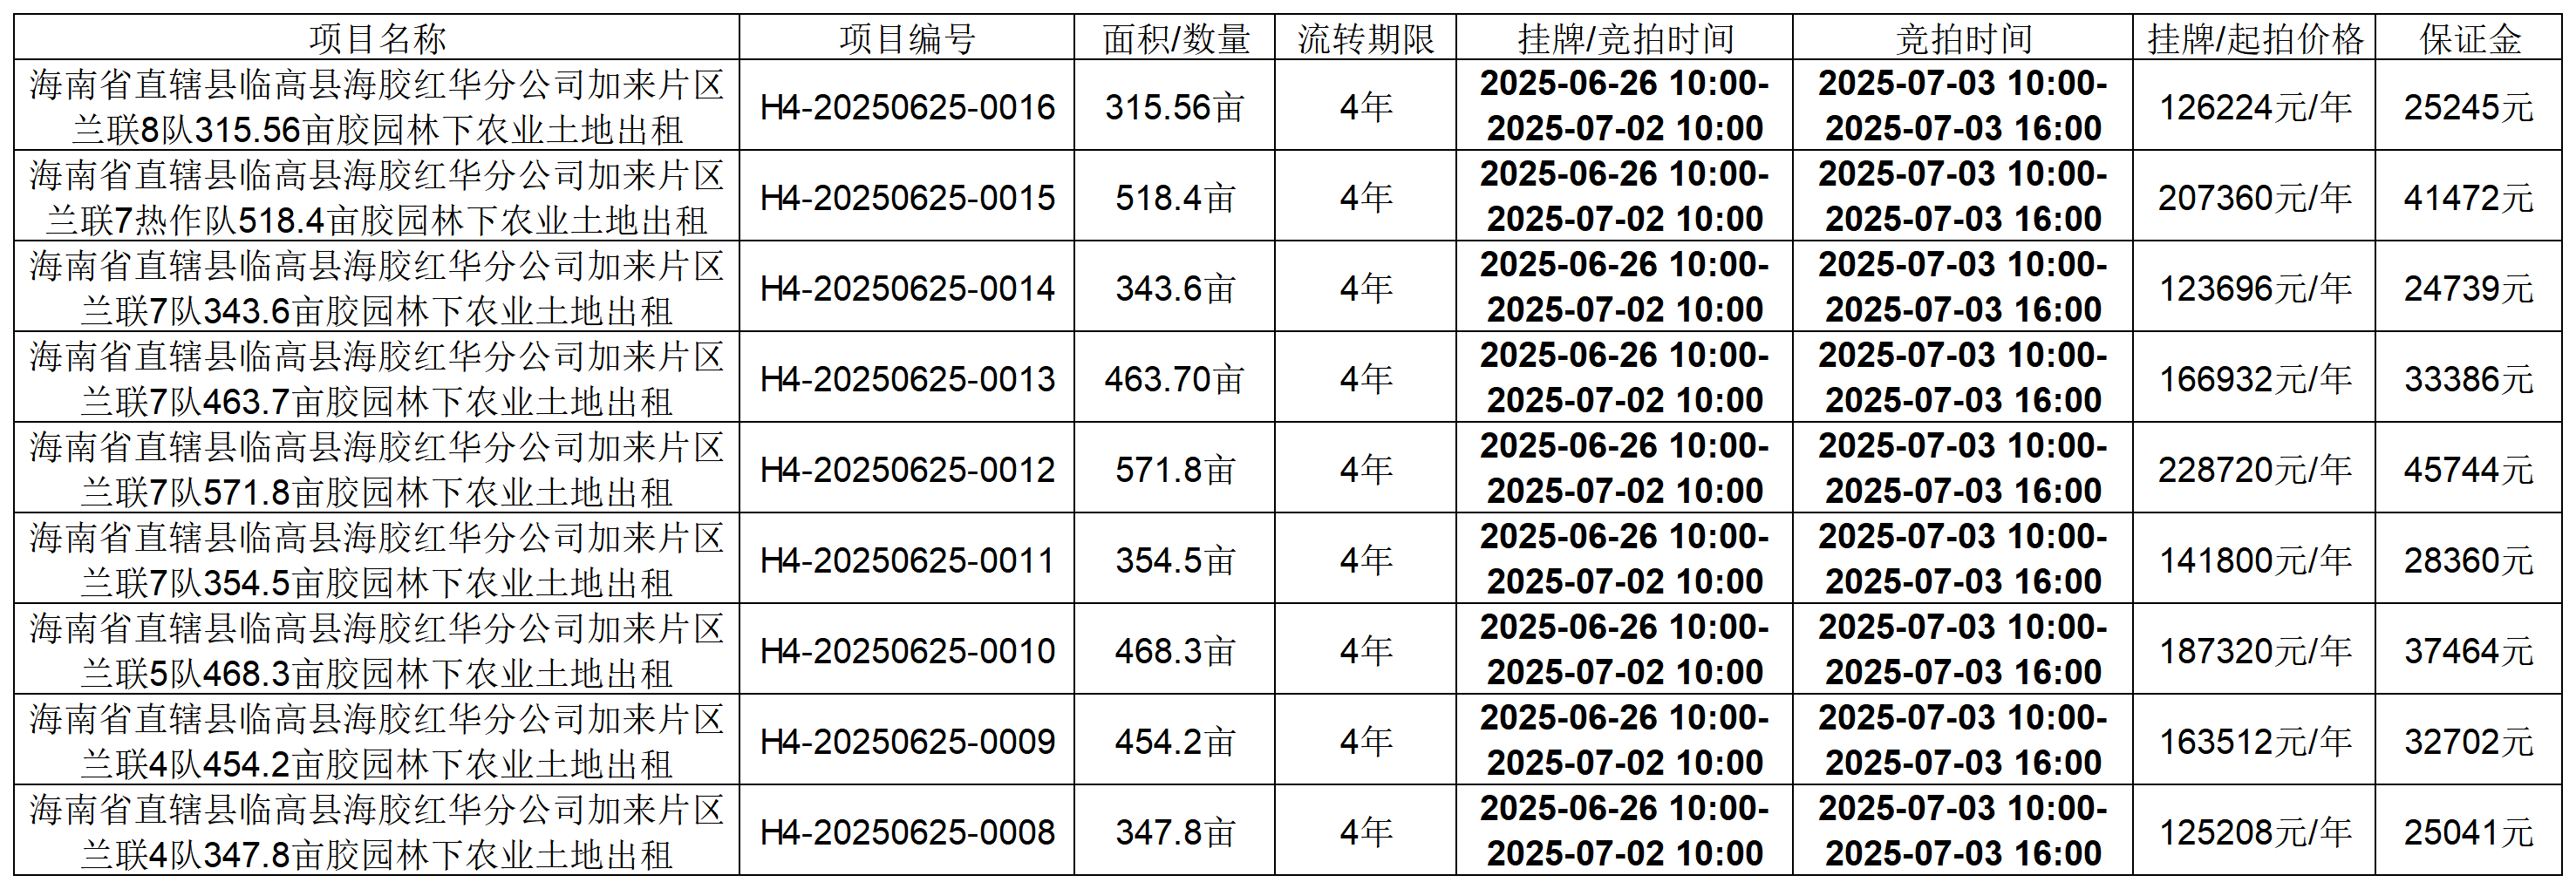 项目名称 项目编号 面积/数量 流转期限 挂牌/竞拍时间 竞拍时间 挂牌/起拍价格 保证金
海南省直辖县临高县海胶红华分公司加来片区
兰联8队315.56亩胶园林下农业土地出租
H4-20250625-0016
315.56亩
4年
2025-06-26 10:00-
2025-07-02 10:00
2025-07-03 10:00-
2025-07-03 16:00
126224元/年
25245元
海南省直辖县临高县海胶红华分公司加来片区
兰联7热作队518.4亩胶园林下农业土地出租
H4-20250625-0015
518.4亩
4年
2025-06-26 10:00-
2025-07-02 10:00
2025-07-03 10:00-
2025-07-03 16:00
207360元/年
41472元
海南省直辖县临高县海胶红华分公司加来片区
兰联7队343.6亩胶园林下农业土地出租
H4-20250625-0014
343.6亩
4年
2025-06-26 10:00-
2025-07-02 10:00
2025-07-03 10:00-
2025-07-03 16:00
123696元/年
24739元
海南省直辖县临高县海胶红华分公司加来片区
兰联7队463.7亩胶园林下农业土地出租
H4-20250625-0013
463.70亩
4年
2025-06-26 10:00-
2025-07-02 10:00
2025-07-03 10:00-
2025-07-03 16:00
166932元/年
33386元
海南省直辖县临高县海胶红华分公司加来片区
兰联7队571.8亩胶园林下农业土地出租
H4-20250625-0012
571.8亩
4年
2025-06-26 10:00-
2025-07-02 10:00
2025-07-03 10:00-
2025-07-03 16:00
228720元/年
45744元
海南省直辖县临高县海胶红华分公司加来片区
兰联7队354.5亩胶园林下农业土地出租
H4-20250625-0011
354.5亩
4年
2025-06-26 10:00-
2025-07-02 10:00
2025-07-03 10:00-
2025-07-03 16:00
141800元/年
28360元
海南省直辖县临高县海胶红华分公司加来片区
兰联5队468.3亩胶园林下农业土地出租
H4-20250625-0010
468.3亩
4年
2025-06-26 10:00-
2025-07-02 10:00
2025-07-03 10:00-
2025-07-03 16:00
187320元/年
37464元
海南省直辖县临高县海胶红华分公司加来片区
兰联4队454.2亩胶园林下农业土地出租
H4-20250625-0009
454.2亩
4年
2025-06-26 10:00-
2025-07-02 10:00
2025-07-03 10:00-
2025-07-03 16:00
163512元/年
32702元
海南省直辖县临高县海胶红华分公司加来片区
兰联4队347.8亩胶园林下农业土地出租
H4-20250625-0008
347.8亩
4年
2025-06-26 10:00-
2025-07-02 10:00
2025-07-03 10:00-
2025-07-03 16:00
125208元/年
25041元